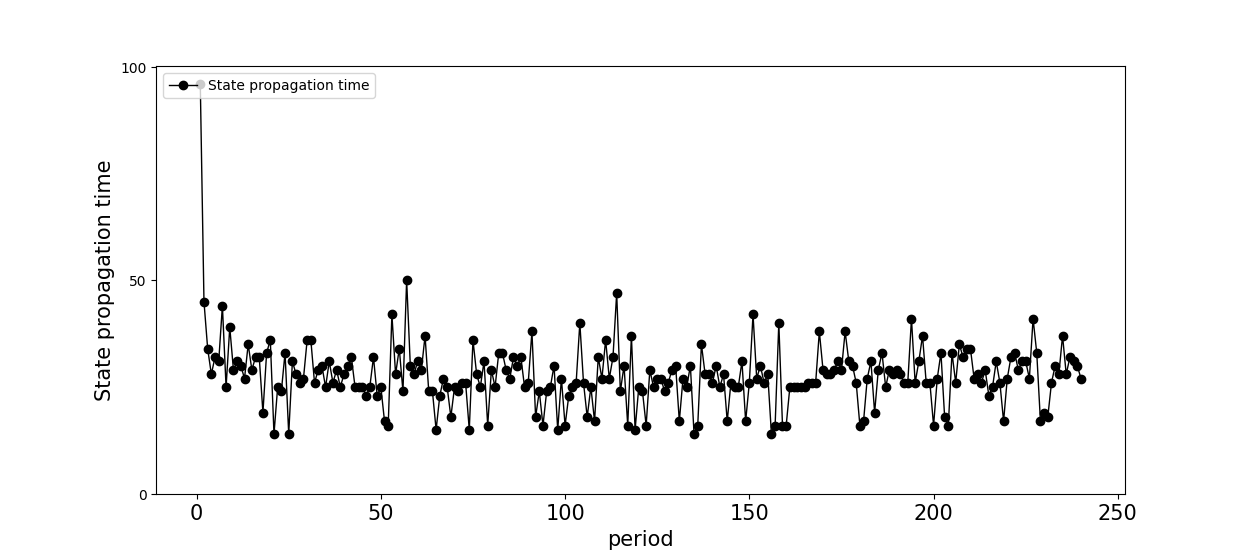 100
State propagation time
State propagation time
50
0
0 50 100 150 200 250
period